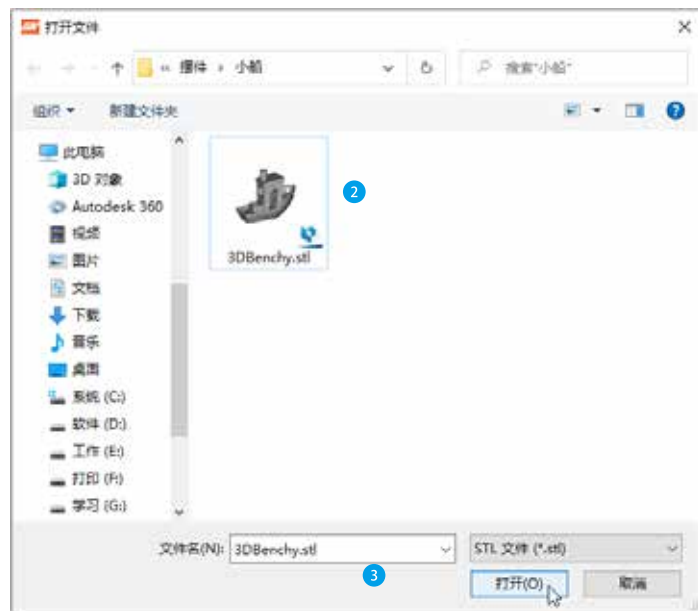 打开文件
« 摆件 › 小船
搜索"小船"
组织
新建文件夹
此电脑
3D 对象
Autodesk 360
视频
图片
文档
下载
音乐
桌面
系统 (C:)
软件 (D:)
工作 (E:)
打印 (F:)
学习 (G:)
2
3DBenchy.stl
文件名(N):
3DBenchy.stl
STL 文件 (*.stl)
3
打开(O)
取消